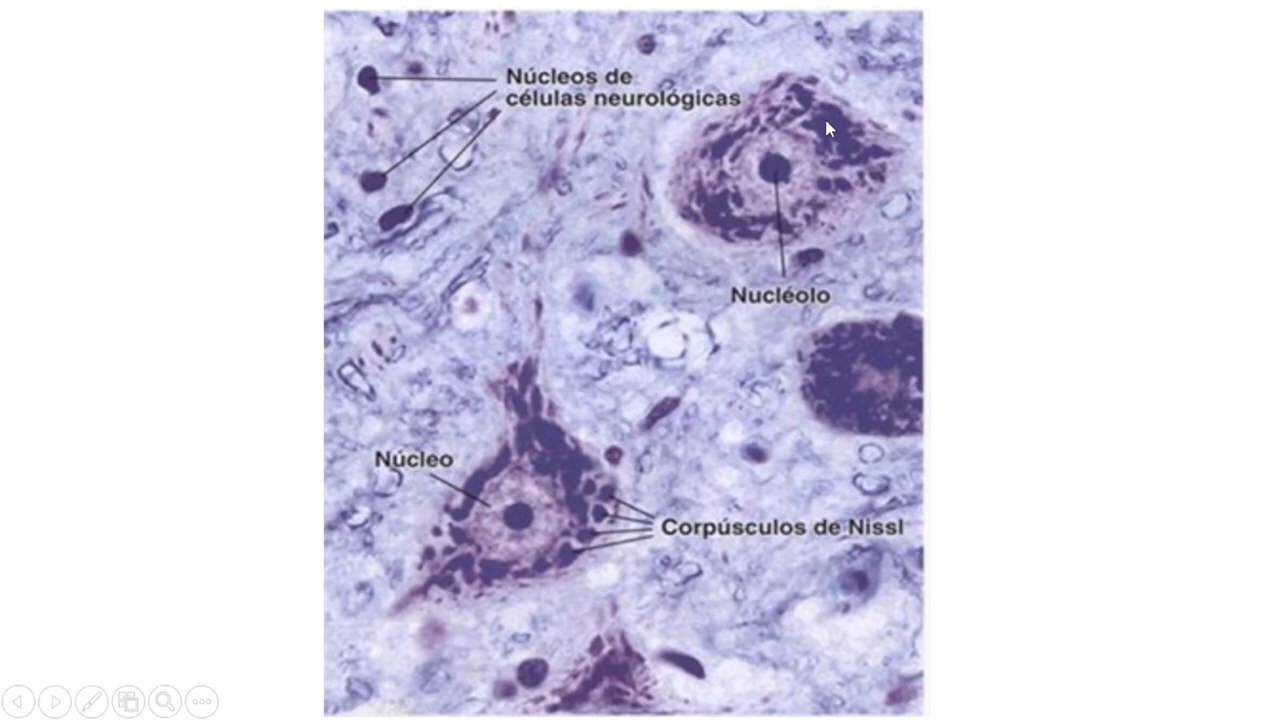 Núcleos de
células neurológicas
Nucléolo
Núcleo
Corpúsculos de Nissl